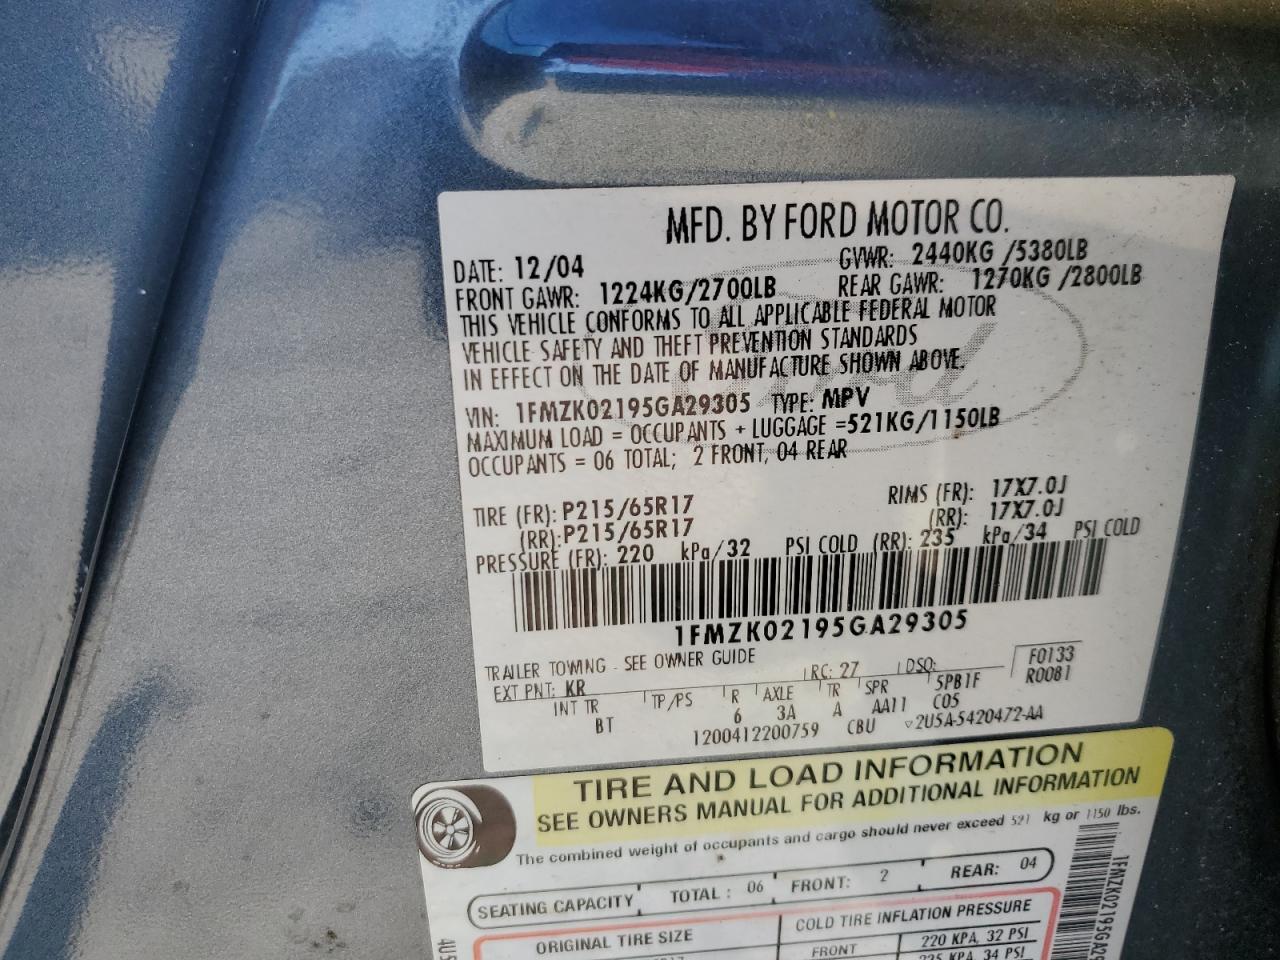 MFD. BY FORD MOTOR CO.
DATE: 12/04 GVWR: 2440KG /5380LB
FRONT GAWR: 1224KG/2700LB REAR GAWR: 1270KG /2800LB
THIS VEHICLE CONFORMS TO ALL APPLICABLE FEDERAL MOTOR
VEHICLE SAFETY AND THEFT PREVENTION STANDARDS
IN EFFECT ON THE DATE OF MANUFACTURE SHOWN ABOVE.
VIN: 1FMZK02195GA29305 TYPE: MPV
MAXIMUM LOAD = OCCUPANTS + LUGGAGE =521KG/1150LB
OCCUPANTS = 06 TOTAL; 2 FRONT, 04 REAR
TIRE (FR): P215/65R17 RIMS (FR): 17X7.0J
(RR): P215/65R17 (RR): 17X7.0J
PRESSURE (FR): 220 kPa/32 PSI COLD (RR): 235 kPa/34 PSI COLD
1FMZK02195GA29305
TRAILER TOWING - SEE OWNER GUIDE
EXT PNT: KR RC: 27 DSO: F0133
R0081
INT TR TP/PS R AXLE TR SPR 5PB1F
BT 6 3A A AA11 C05
1200412200759 CBU 2U5A-5420472-AA
TIRE AND LOAD INFORMATION
SEE OWNERS MANUAL FOR ADDITIONAL INFORMATION
The combined weight of occupants and cargo should never exceed 521 kg or 1150 lbs.
SEATING CAPACITY TOTAL : 06 FRONT: 2 REAR: 04
ORIGINAL TIRE SIZE COLD TIRE INFLATION PRESSURE
FRONT 220 KPA, 32 PSI
235 KPA, 34 PSI
1FMZK02195GA29